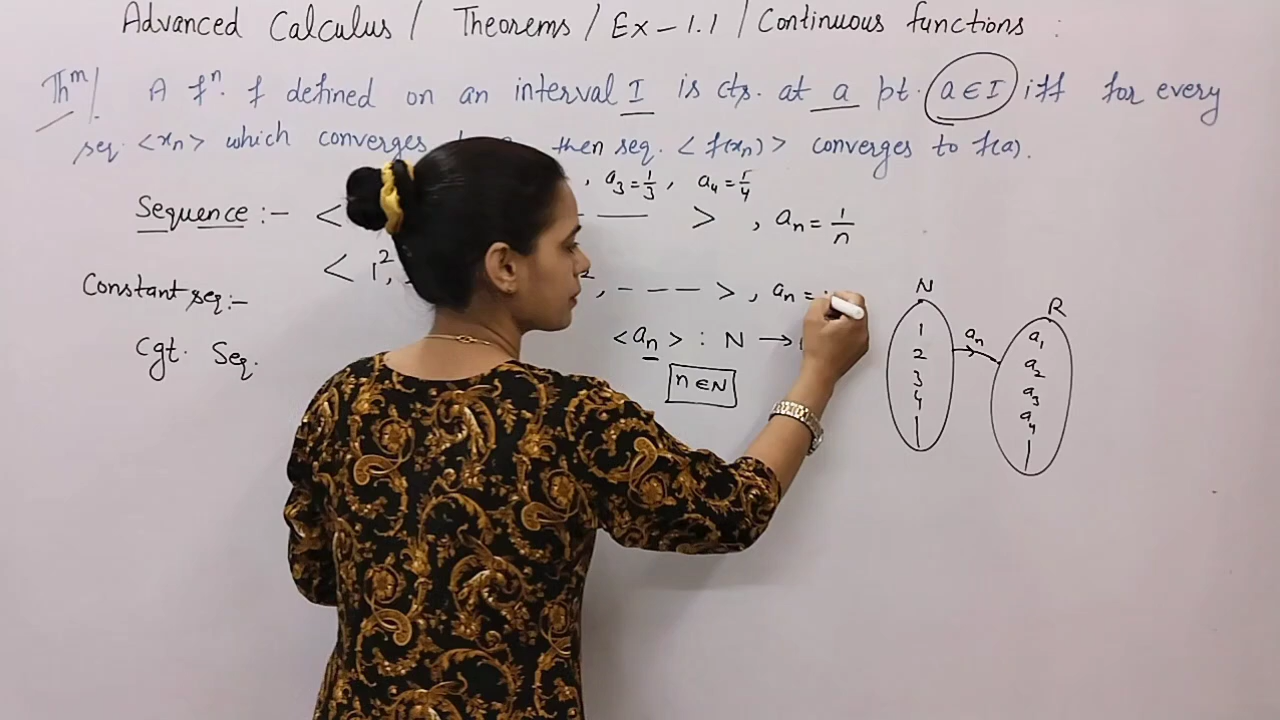 Advanced Calculus / Theorems / Ex-1.1 / Continuous functions :
Thᵐ/. A fⁿ. f defined on an interval I is cts. at a pt. a ∈ I iff for every
seq. <xₙ> which converges then seq. <f(xₙ)> converges to f(a).
, a₃ = 1/3 , a₄ = 1/4
Sequence :- < - — > , aₙ = 1/n
< 1², ², - - - - > , aₙ =
Constant seq :-
<aₙ> : N →
Cgt. Seq.
n ∈ N
N
1
2
3
4
|
aₙ
R
a₁
a₂
a₃
a₄
|